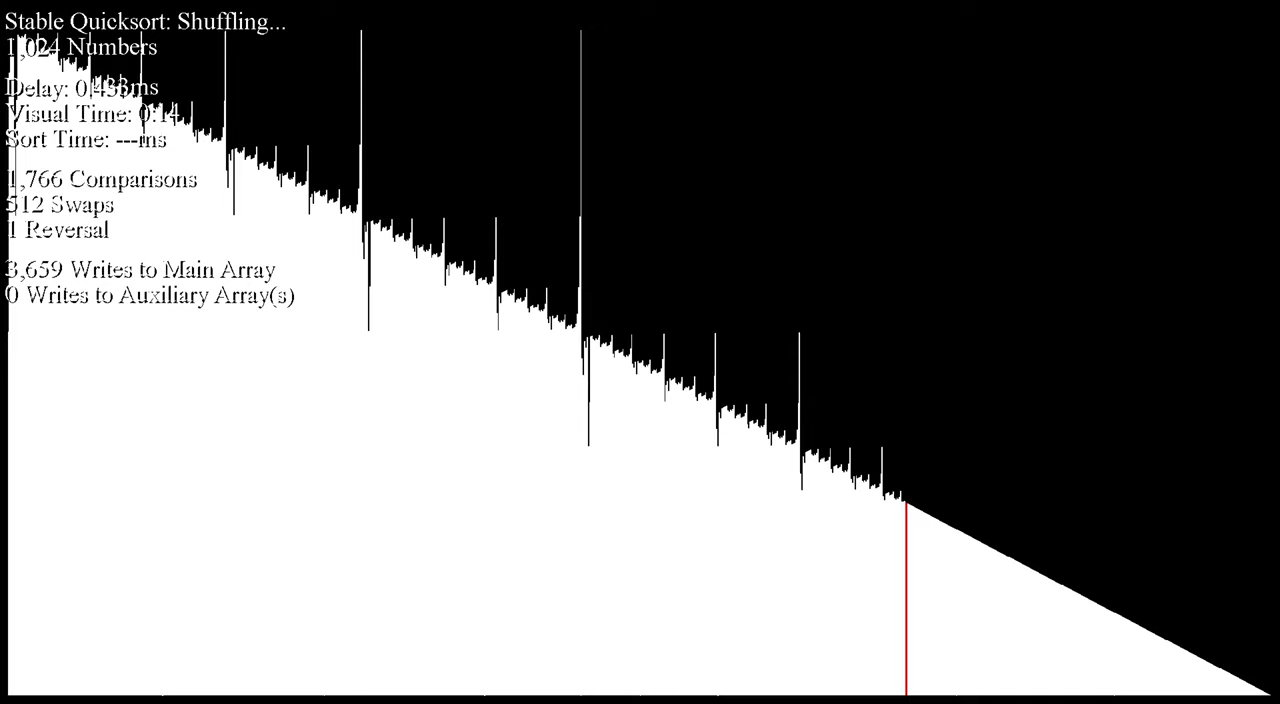 Stable Quicksort: Shuffling...
1,024 Numbers
Delay: 0.433ms
Visual Time: 0:14
Sort Time: ---ms
1,766 Comparisons
512 Swaps
1 Reversal
3,659 Writes to Main Array
0 Writes to Auxiliary Array(s)